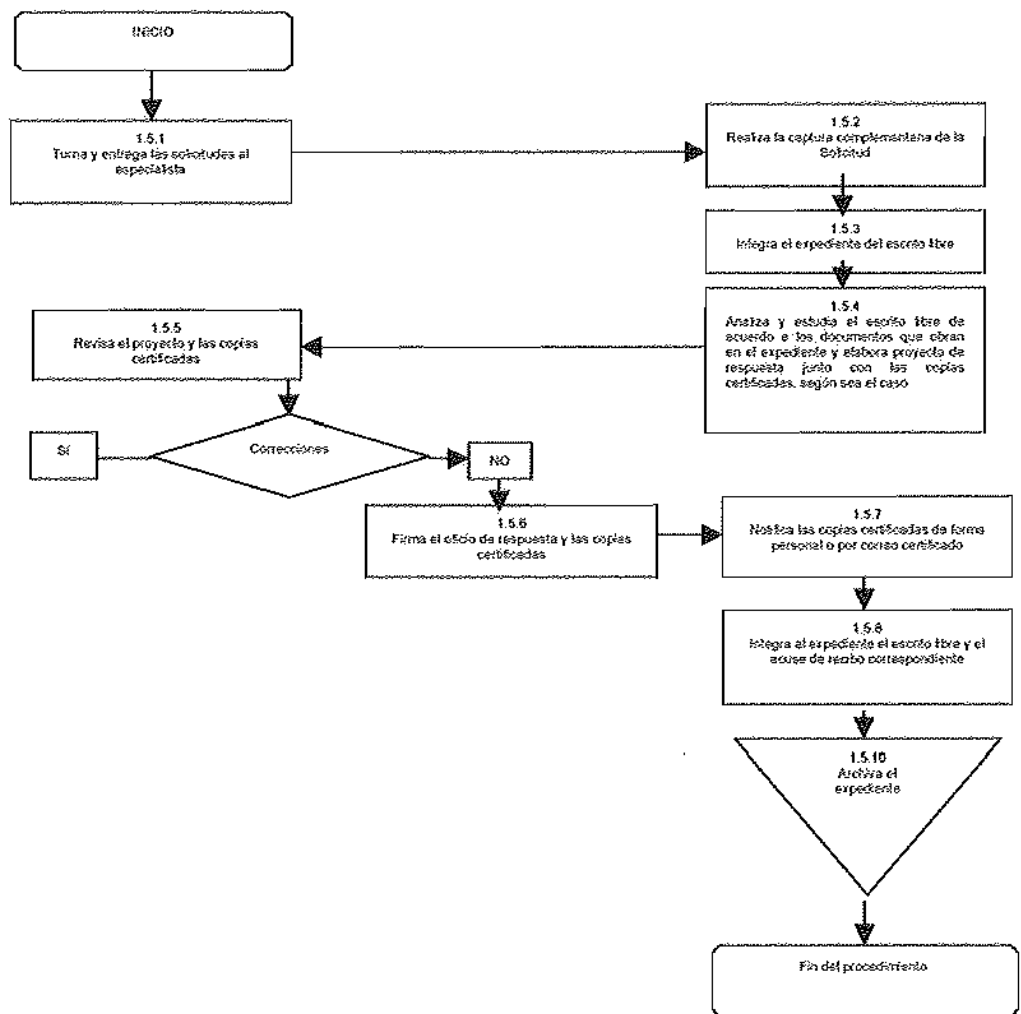 INICIO
1.5.1
Turna y entrega las solicitudes al
especialista
1.5.2
Realiza la captura complementaria de la
Solicitud
1.5.3
Integra el expediente del escrito libre
1.5.4
Analiza y estudia el escrito libre de
acuerdo a los documentos que obran
en el expediente y elabora proyecto de
respuesta junto con las copias
certificadas, según sea el caso
1.5.5
Revisa el proyecto y las copias
certificadas
Correcciones
SÍ
NO
1.5.6
Firma el oficio de respuesta y las copias
certificadas
1.5.7
Notifica las copias certificadas de forma
personal o por correo certificado
1.5.8
Integra al expediente el escrito libre y el
acuse de recibo correspondiente
1.5.10
Archiva el
expediente
Fin del procedimiento